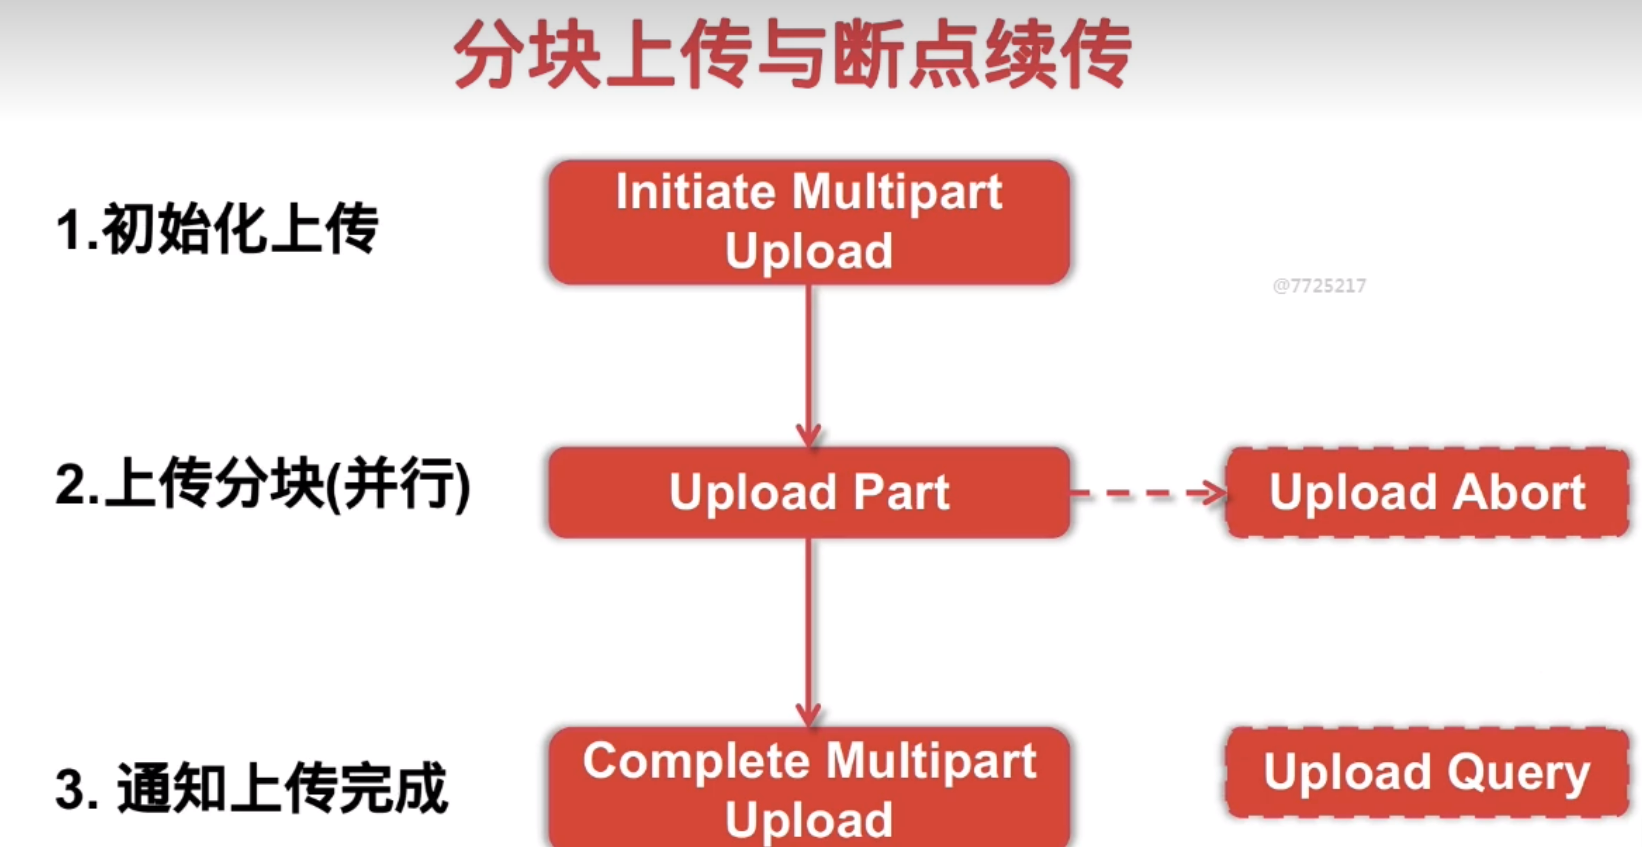 分块上传与断点续传
1.初始化上传
Initiate Multipart
Upload
@7725217
2.上传分块(并行)
Upload Part
Upload Abort
3. 通知上传完成
Complete Multipart
Upload
Upload Query